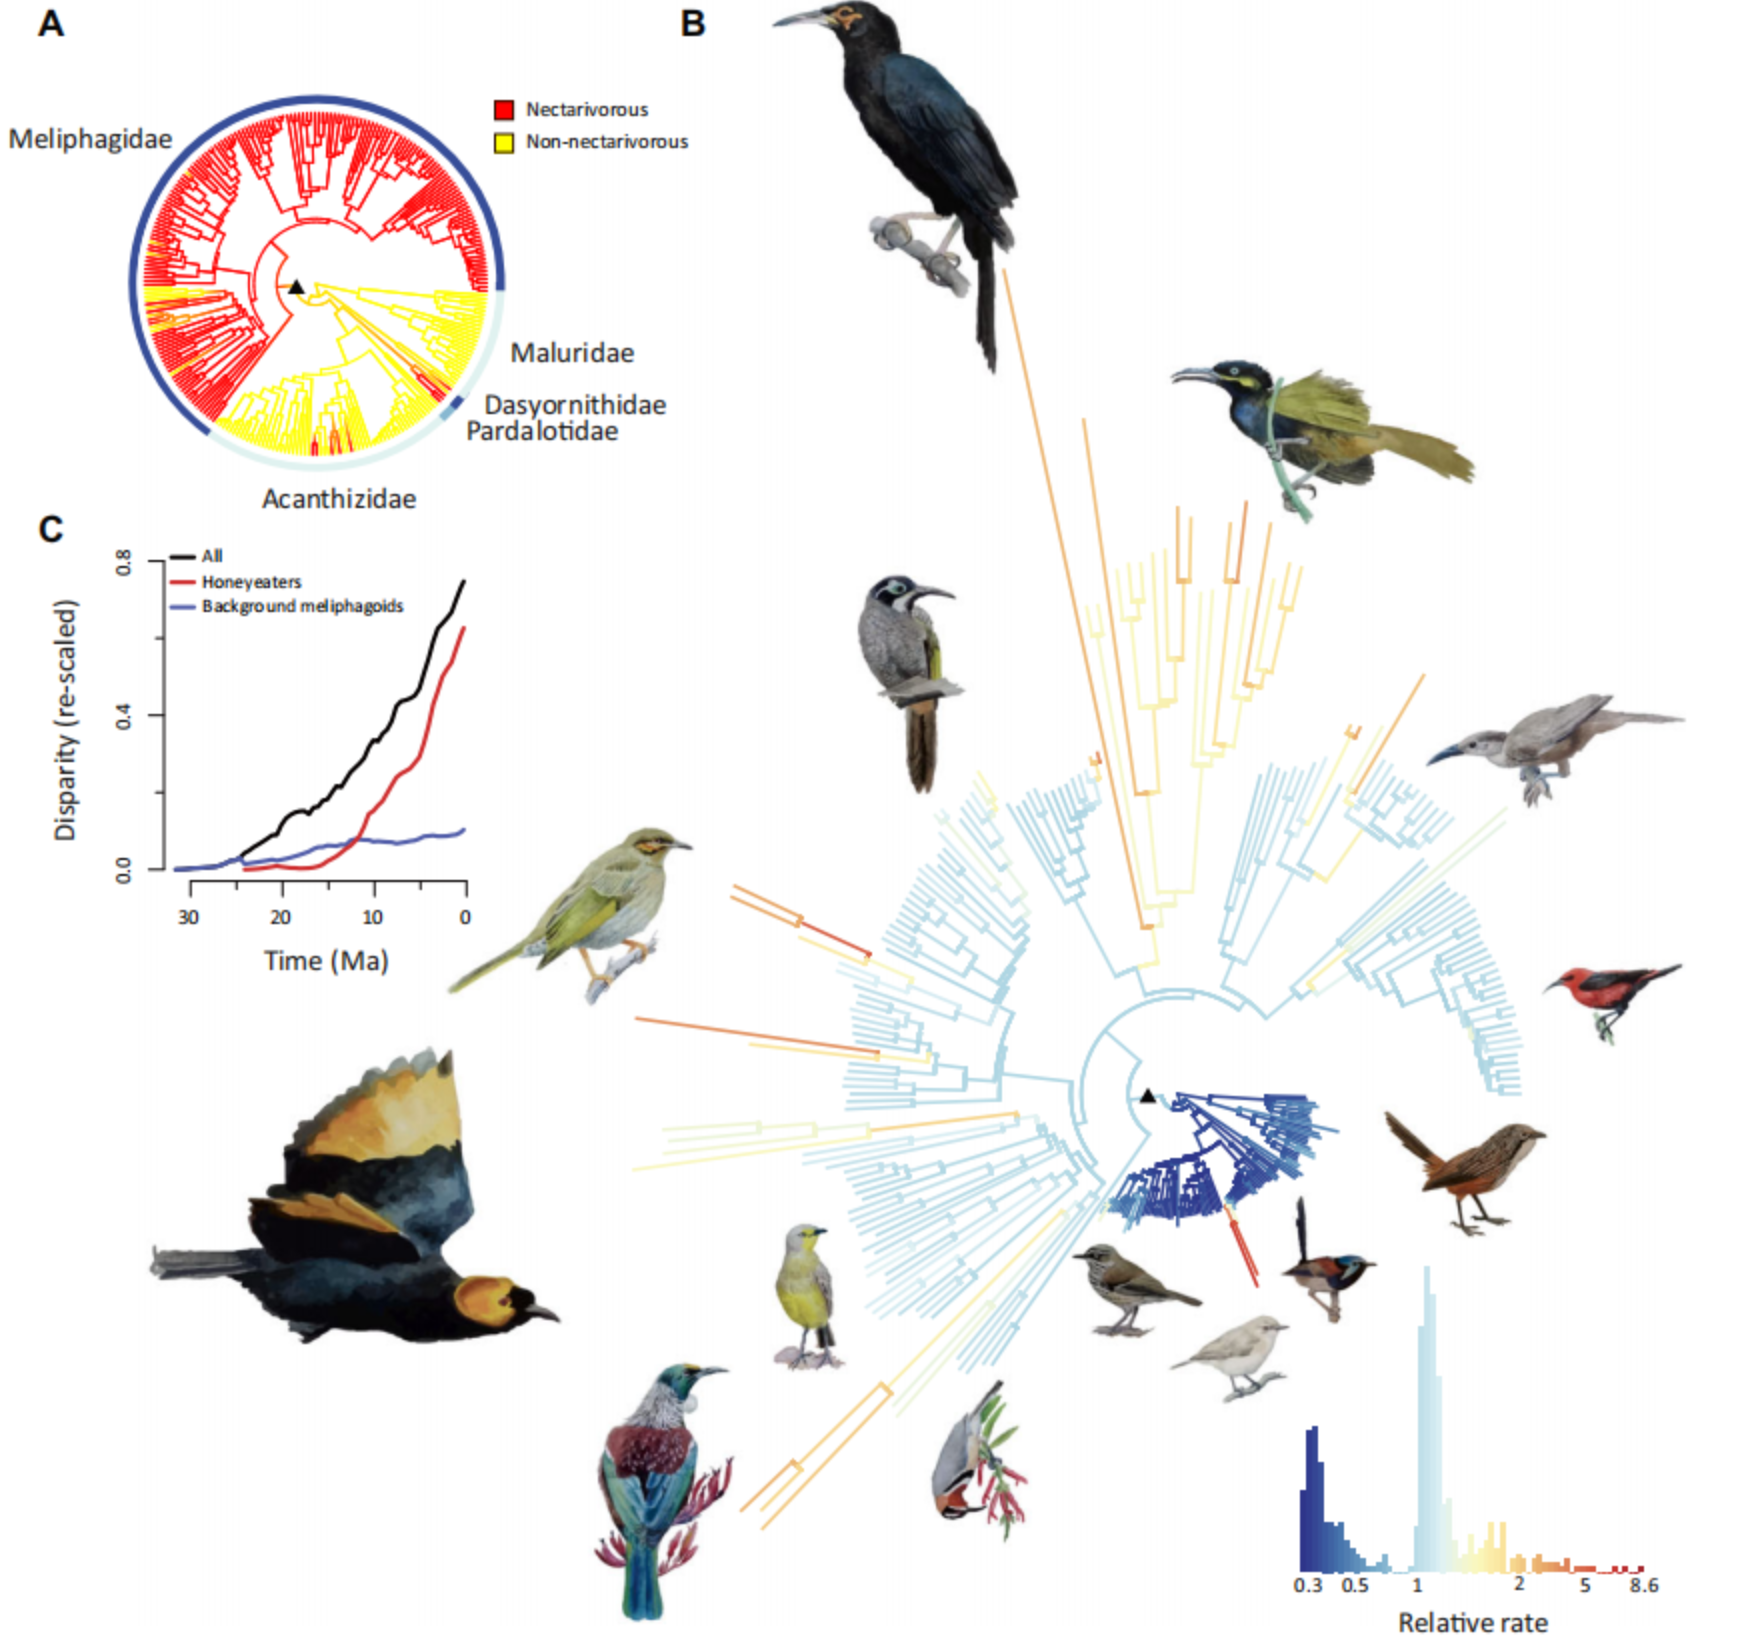 A
B
Meliphagidae
Nectarivorous
Non-nectarivorous
Maluridae
Dasyornithidae
Pardalotidae
Acanthizidae
C
All
Honeyeaters
Background meliphagoids
Disparity (re-scaled)
0.8
0.4
0.0
30 20 10 0
Time (Ma)
0.3 0.5 1 2 5 8.6
Relative rate